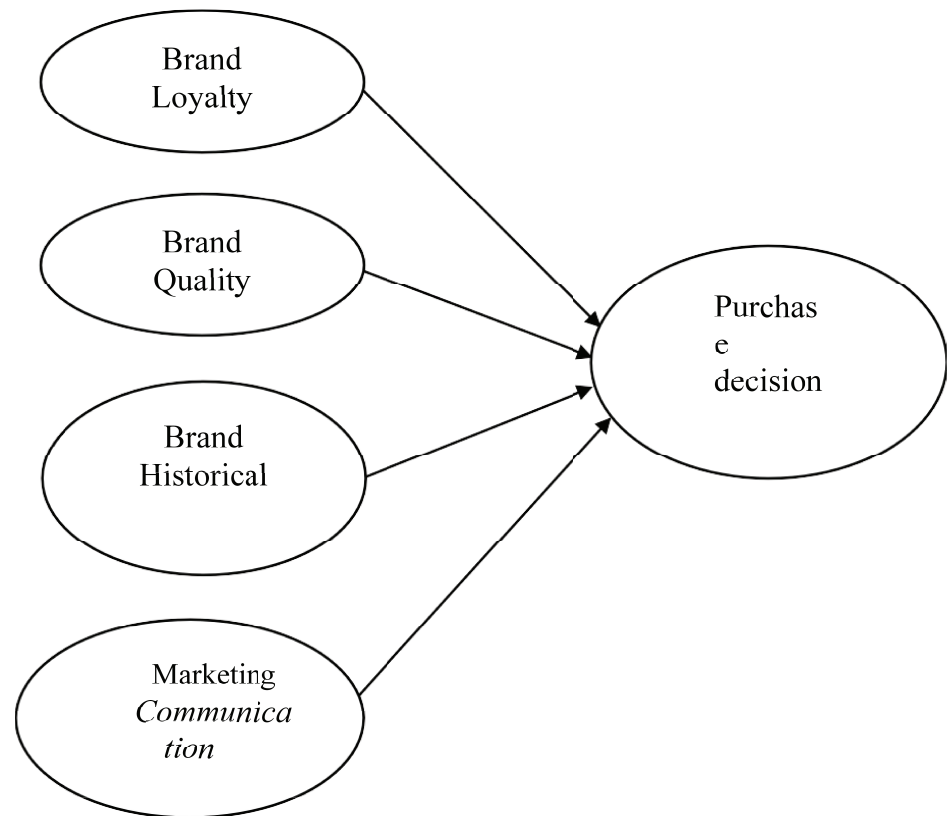 Brand
Loyalty
Brand
Quality
Brand
Historical
Marketing
Communica
tion
Purchas
e
decision